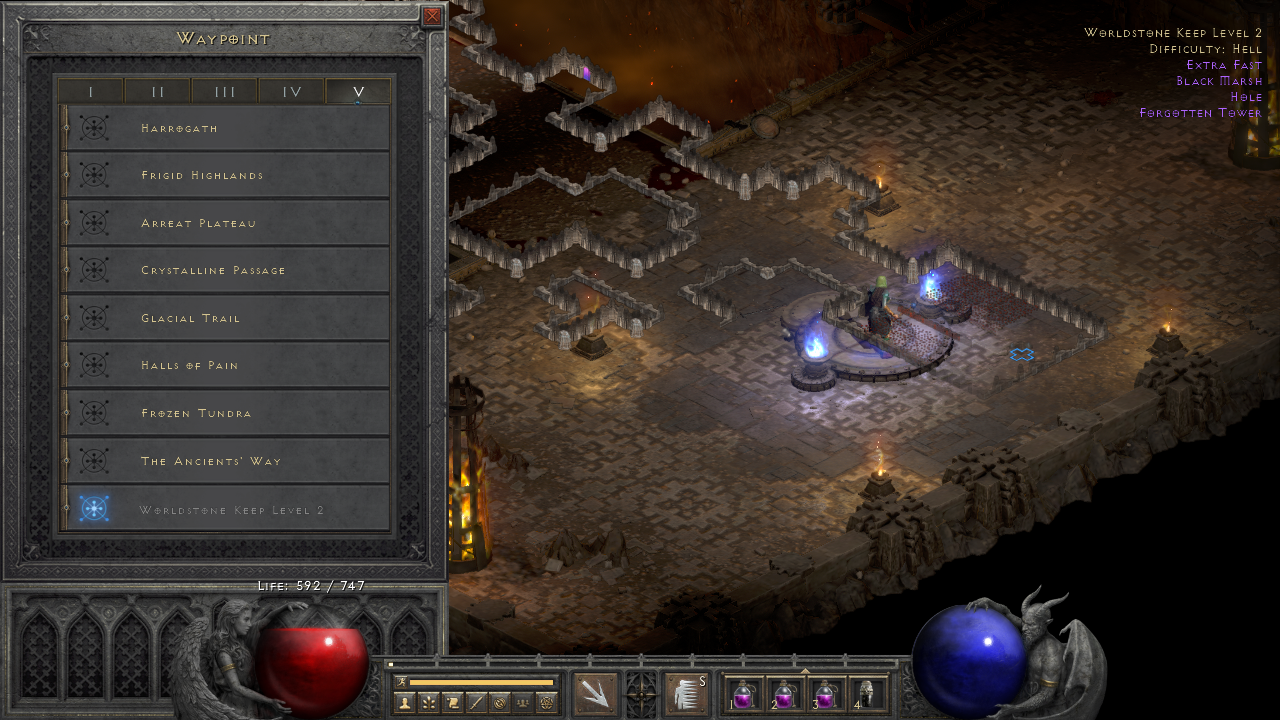 Waypoint
I II III IV V
Harrogath
Frigid Highlands
Arreat Plateau
Crystalline Passage
Glacial Trail
Halls of Pain
Frozen Tundra
The Ancients' Way
Worldstone Keep Level 2
Worldstone Keep Level 2
Difficulty: Hell
Extra Fast
Black Marsh
Hole
Forgotten Tower
Life: 592 / 747
S
1 2 3 4